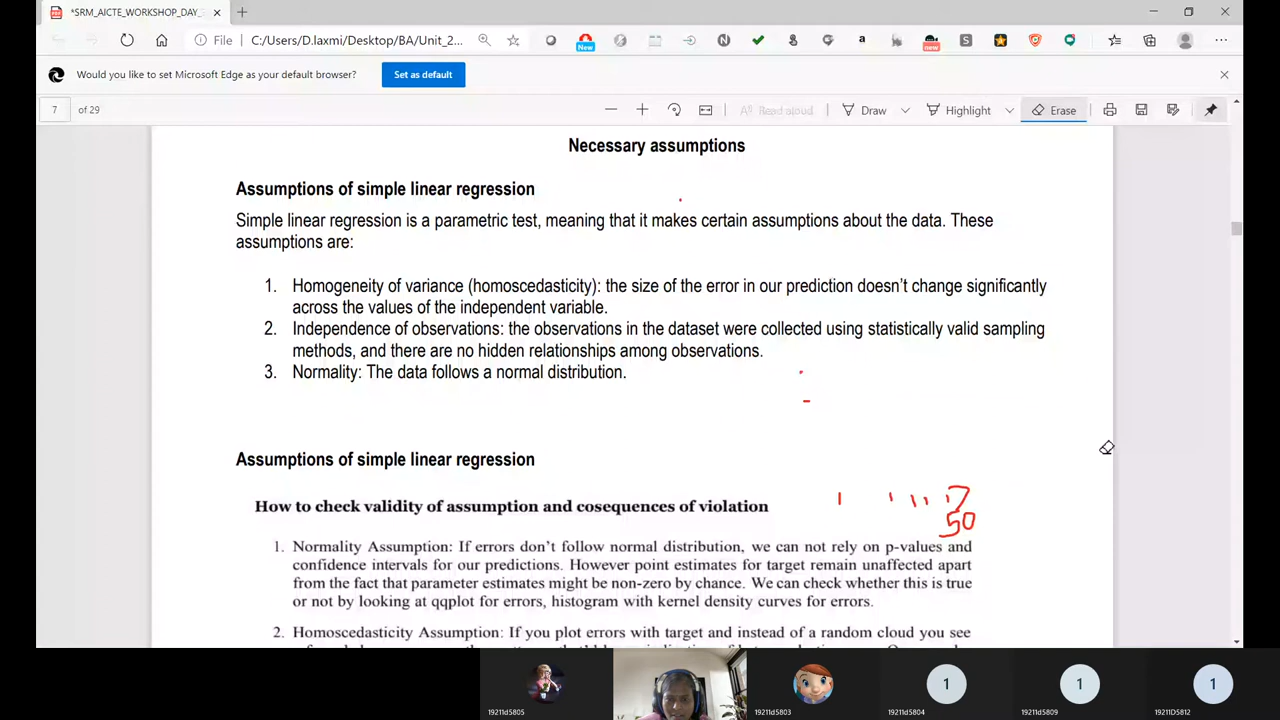 *SRM_AICTE_WORKSHOP_DAY_
File
C:/Users/D.laxmi/Desktop/BA/Unit_2...
New
new
Would you like to set Microsoft Edge as your default browser?
Set as default
7 of 29
Read aloud
Draw
Highlight
Erase
Necessary assumptions
Assumptions of simple linear regression
Simple linear regression is a parametric test, meaning that it makes certain assumptions about the data. These
assumptions are:
1. Homogeneity of variance (homoscedasticity): the size of the error in our prediction doesn't change significantly
across the values of the independent variable.
2. Independence of observations: the observations in the dataset were collected using statistically valid sampling
methods, and there are no hidden relationships among observations.
3. Normality: The data follows a normal distribution.
Assumptions of simple linear regression
How to check validity of assumption and cosequences of violation
50
1. Normality Assumption: If errors don't follow normal distribution, we can not rely on p-values and
confidence intervals for our predictions. However point estimates for target remain unaffected apart
from the fact that parameter estimates might be non-zero by chance. We can check whether this is true
or not by looking at qqplot for errors, histogram with kernel density curves for errors.
2. Homoscedasticity Assumption: If you plot errors with target and instead of a random cloud you see
1 1 1
19211d5805
19211d5803
19211d5804
19211d5809
19211D5812